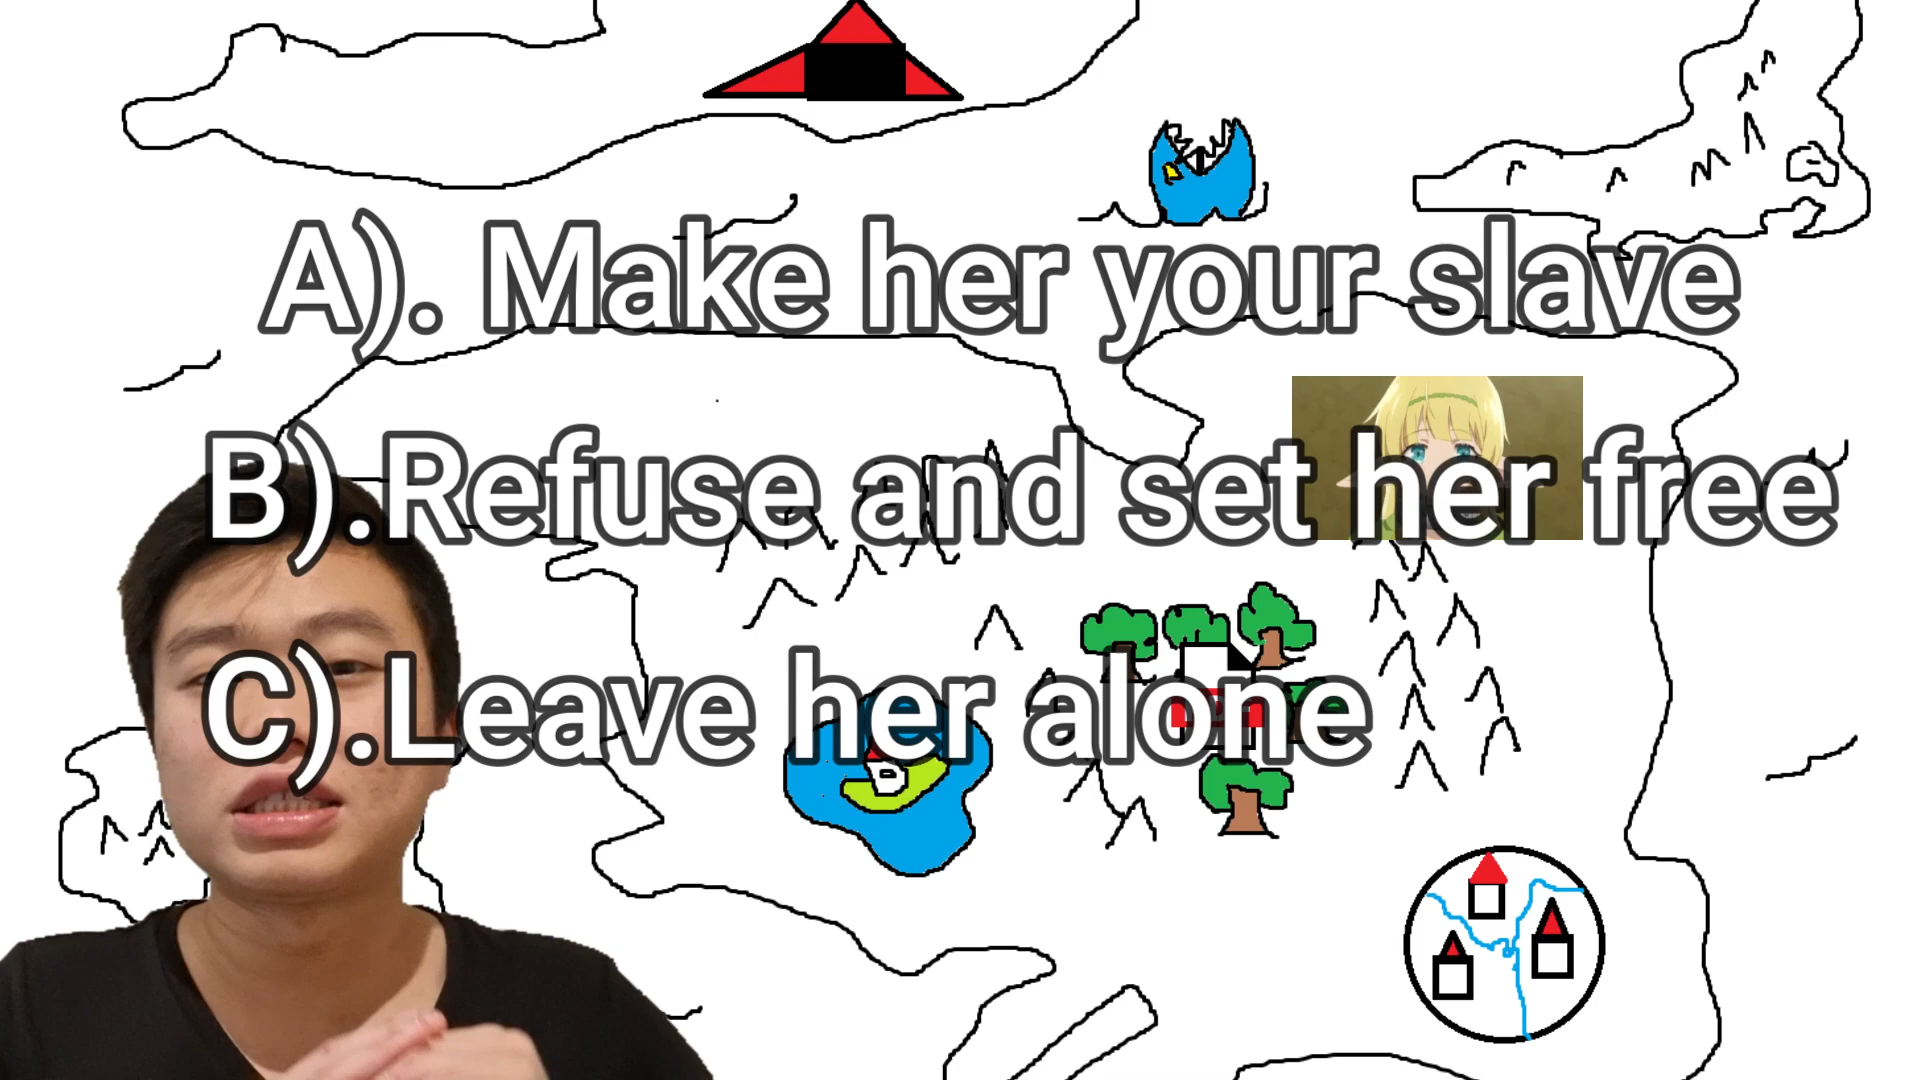 A). Make her your slave
B).Refuse and set her free
C).Leave her alone